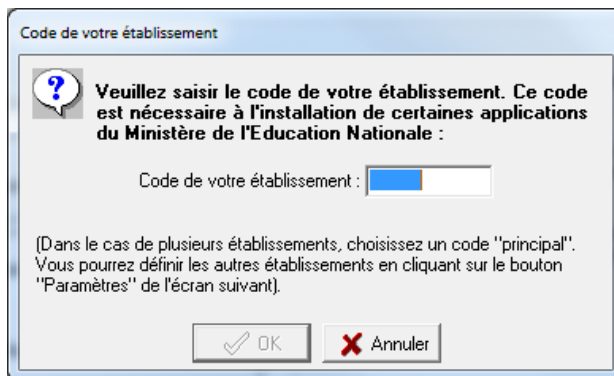 Code de votre établissement
Veuillez saisir le code de votre établissement. Ce code
est nécessaire à l'installation de certaines applications
du Ministère de l'Education Nationale :
Code de votre établissement :
(Dans le cas de plusieurs établissements, choisissez un code "principal".
Vous pourrez définir les autres établissements en cliquant sur le bouton
"Paramètres" de l'écran suivant).
OK
Annuler